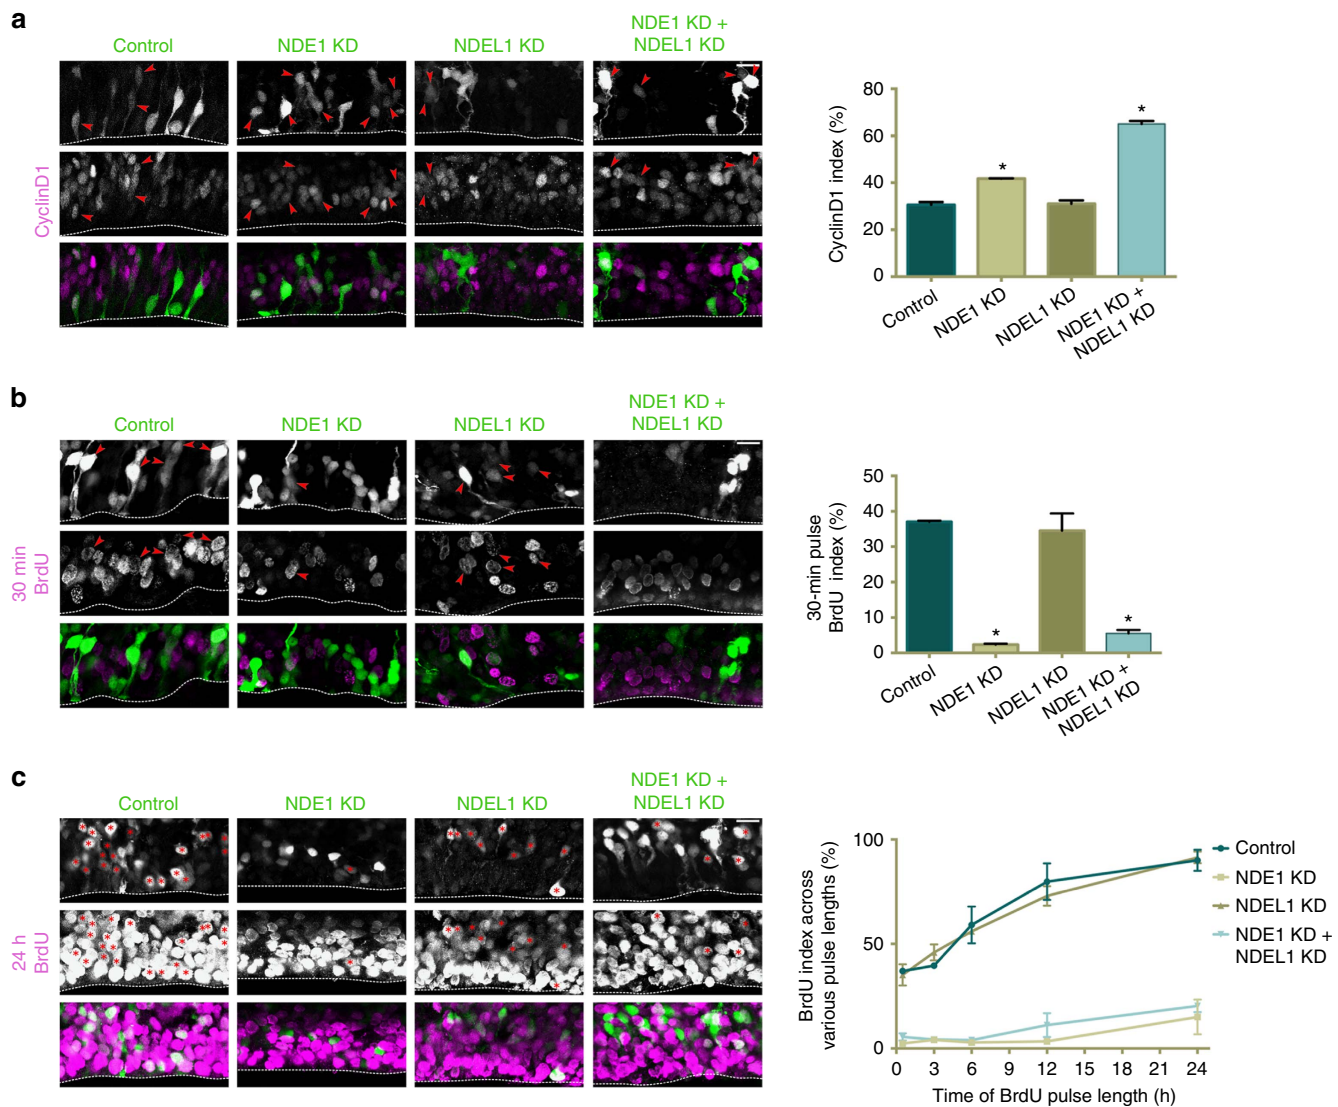 a
Control
NDE1 KD
NDEL1 KD
NDE1 KD +
NDEL1 KD
CyclinD1
CyclinD1 index (%)
80
60
40
20
0
*
*
Control
NDE1 KD
NDEL1 KD
NDE1 KD +
NDEL1 KD
b
Control
NDE1 KD
NDEL1 KD
NDE1 KD +
NDEL1 KD
30 min
BrdU
30-min pulse
BrdU index (%)
50
40
30
20
10
0
*
*
Control
NDE1 KD
NDEL1 KD
NDE1 KD +
NDEL1 KD
c
Control
NDE1 KD
NDEL1 KD
NDE1 KD +
NDEL1 KD
24 h
BrdU
BrdU index across
various pulse lengths (%)
100
50
0
0 3 6 9 12 15 18 21 24
Time of BrdU pulse length (h)
Control
NDE1 KD
NDEL1 KD
NDE1 KD +
NDEL1 KD